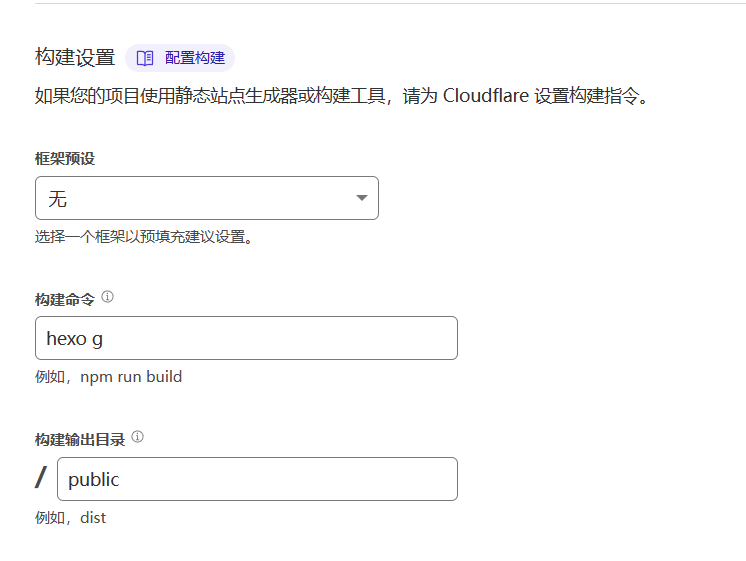 构建设置 配置构建
如果您的项目使用静态站点生成器或构建工具，请为 Cloudflare 设置构建指令。
框架预设
无
选择一个框架以预填充建议设置。
构建命令
hexo g
例如，npm run build
构建输出目录
/ public
例如，dist